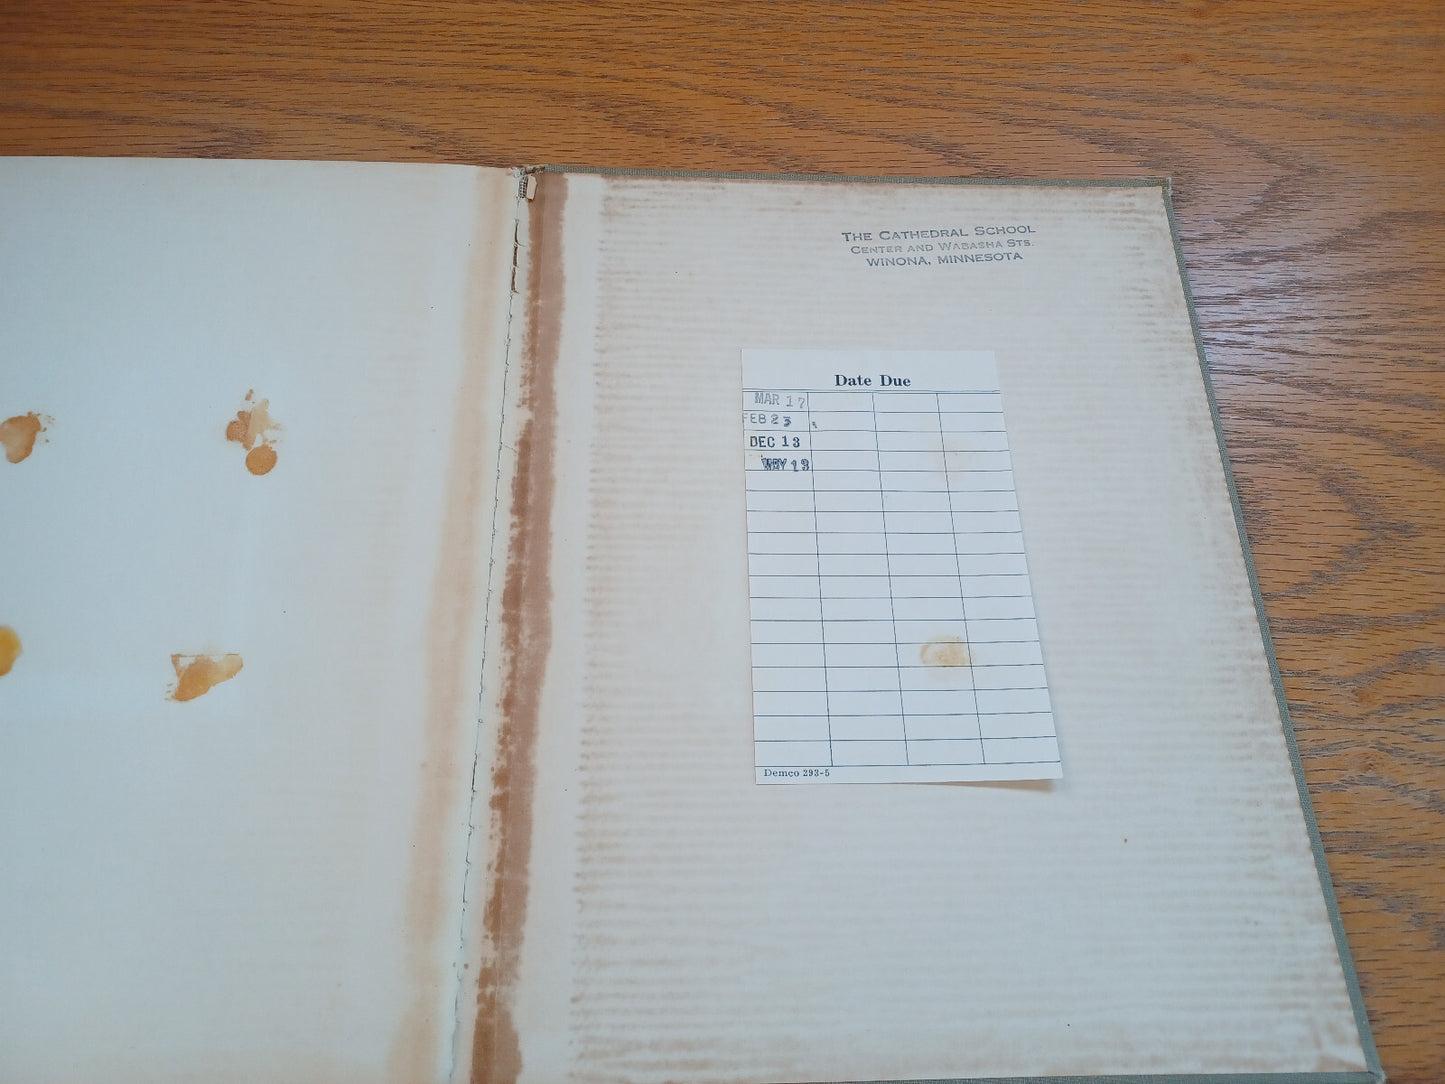 THE CATHEDRAL SCHOOL
CENTER AND WABASHA STS.
WINONA, MINNESOTA
Date Due
MAR 17
FEB 23
DEC 13
MAY 13
Demco 293-5